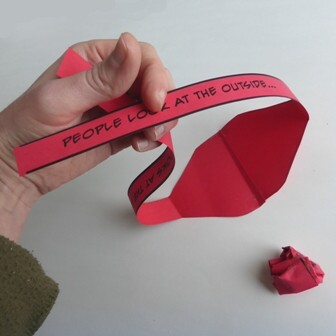 PEOPLE LOOK AT THE OUTSIDE...